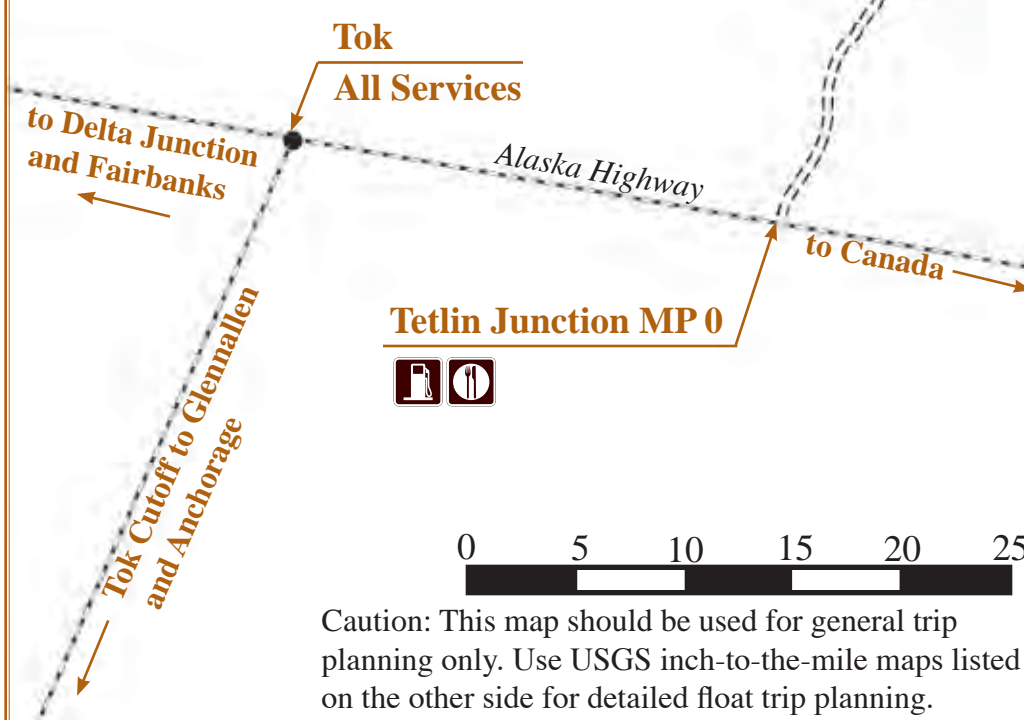 Tok
All Services
to Delta Junction
and Fairbanks
Alaska Highway
to Canada
Tetlin Junction MP 0
Tok Cutoff to Glennallen
and Anchorage
0 5 10 15 20 25
Caution: This map should be used for general trip
planning only. Use USGS inch-to-the-mile maps listed
on the other side for detailed float trip planning.